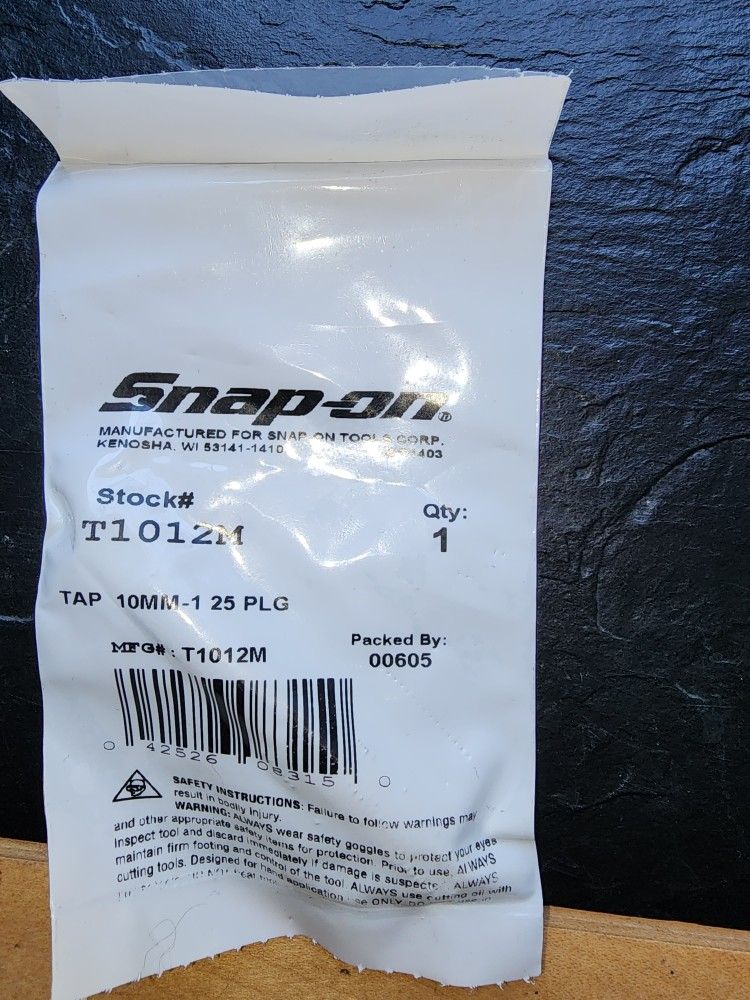 Snap-on®
MANUFACTURED FOR SNAP-ON TOOLS CORP.
KENOSHA, WI 53141-1410
Stock#
Qty:
T1012M
1
TAP 10MM-1 25 PLG
Packed By:
MFG#: T1012M
00605
0 42526 08315 0
SAFETY INSTRUCTIONS: Failure to follow warnings may
result in bodily injury.
WARNING: ALWAYS wear safety goggles to protect your eyes
and other appropriate safety items for protection. Prior to use, ALWAYS
inspect tool and discard immediately if damage is suspected. ALWAYS
maintain firm footing and control of the tool. ALWAYS use cutting oil with
cutting tools. Designed for hand application use ONLY. DO
NOT